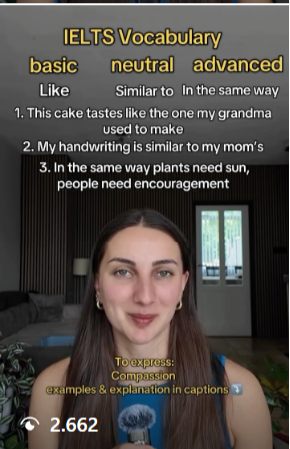 IELTS Vocabulary
basic neutral advanced
Like Similar to In the same way
1. This cake tastes like the one my grandma
used to make
2. My handwriting is similar to my mom's
3. In the same way plants need sun,
people need encouragement
To express:
Compassion
examples & explanation in captions ⤵️
2.662